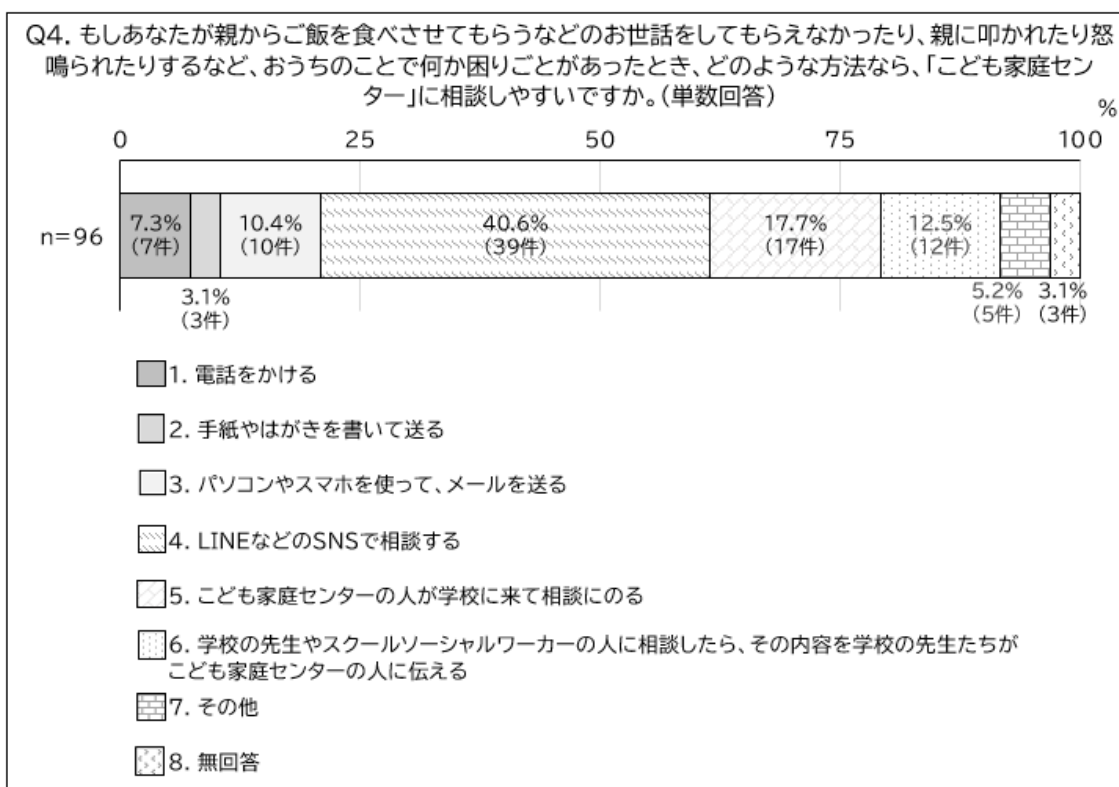 Q4. もしあなたが親からご飯を食べさせてもらうなどのお世話をしてもらえなかったり、親に叩かれたり怒
鳴られたりするなど、おうちのことで何か困りごとがあったとき、どのような方法なら、「こども家庭セン
ター」に相談しやすいですか。(単数回答)
%
0 25 50 75 100
n=96
7.3% 10.4% 40.6% 17.7% 12.5%
(7件) (10件) (39件) (17件) (12件)
3.1% 5.2% 3.1%
(3件) (5件) (3件)
1. 電話をかける
2. 手紙やはがきを書いて送る
3. パソコンやスマホを使って、メールを送る
4. LINEなどのSNSで相談する
5. こども家庭センターの人が学校に来て相談にのる
6. 学校の先生やスクールソーシャルワーカーの人に相談したら、その内容を学校の先生たちが
こども家庭センターの人に伝える
7. その他
8. 無回答